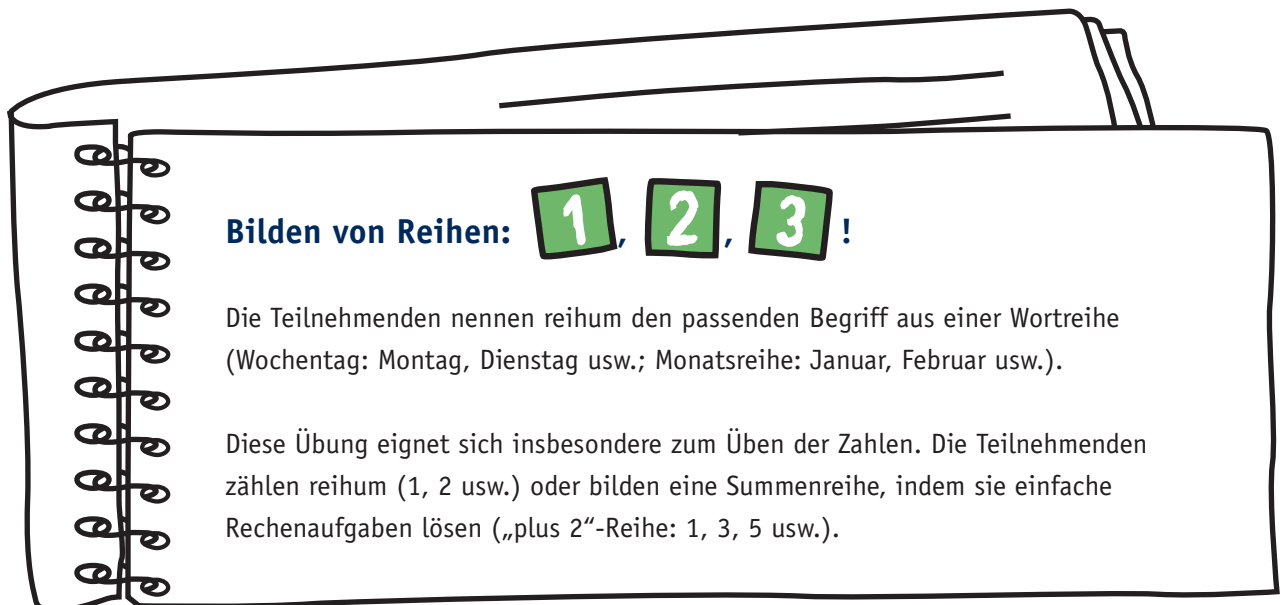 Bilden von Reihen: 1, 2, 3!
Die Teilnehmenden nennen reihum den passenden Begriff aus einer Wortreihe
(Wochentag: Montag, Dienstag usw.; Monatsreihe: Januar, Februar usw.).
Diese Übung eignet sich insbesondere zum Üben der Zahlen. Die Teilnehmenden
zählen reihum (1, 2 usw.) oder bilden eine Summenreihe, indem sie einfache
Rechenaufgaben lösen („plus 2“-Reihe: 1, 3, 5 usw.).